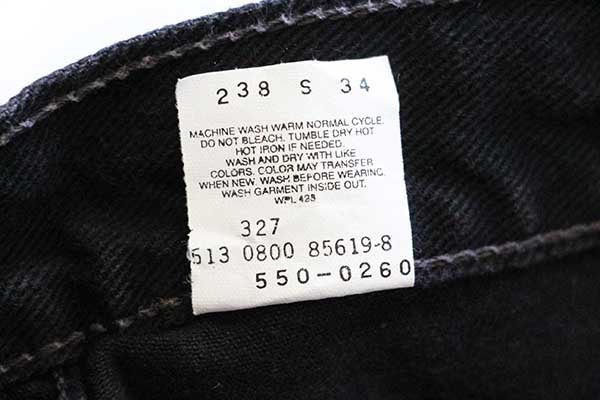 238 S 34
MACHINE WASH WARM NORMAL CYCLE.
DO NOT BLEACH. TUMBLE DRY HOT
HOT IRON IF NEEDED.
WASH AND DRY WITH LIKE
COLORS. COLOR MAY TRANSFER
WHEN NEW. WASH BEFORE WEARING.
WASH GARMENT INSIDE OUT.
WPL 423
327
513 0800 85619-8
550-0260